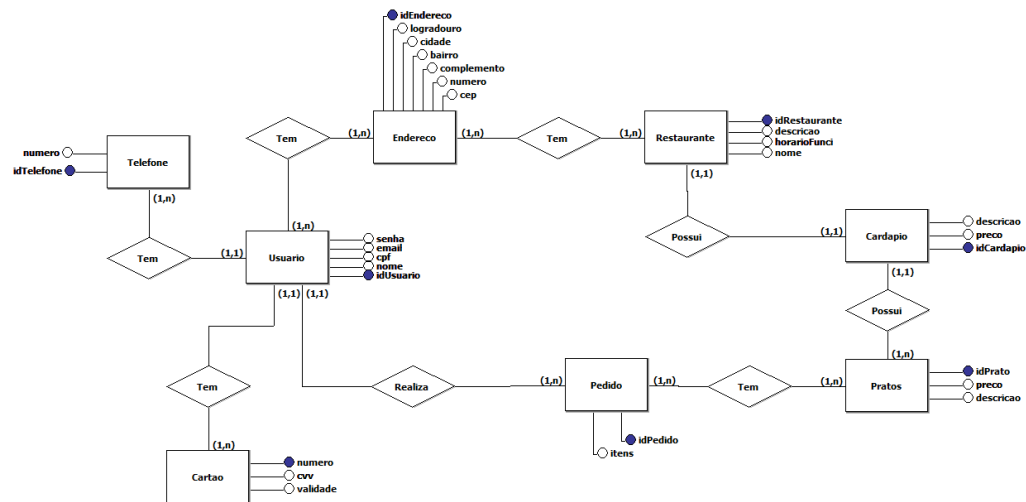 idEndereco
logradouro
cidade
bairro
complemento
numero
cep
Tem
(1,n)
Endereco
(1,n)
Tem
(1,n)
Restaurante
idRestaurante
descricao
horarioFunci
nome
(1,1)
numero
idTelefone
Telefone
(1,n)
Tem
(1,1)
(1,n)
Usuario
senha
email
cpf
nome
idUsuario
(1,1)
(1,1)
Possui
(1,1)
Cardapio
descricao
preco
idCardapio
(1,1)
Possui
(1,n)
Tem
Realiza
(1,n)
Pedido
(1,n)
Tem
(1,n)
Pratos
idPrato
preco
descricao
idPedido
itens
(1,n)
Cartao
numero
cvv
validade